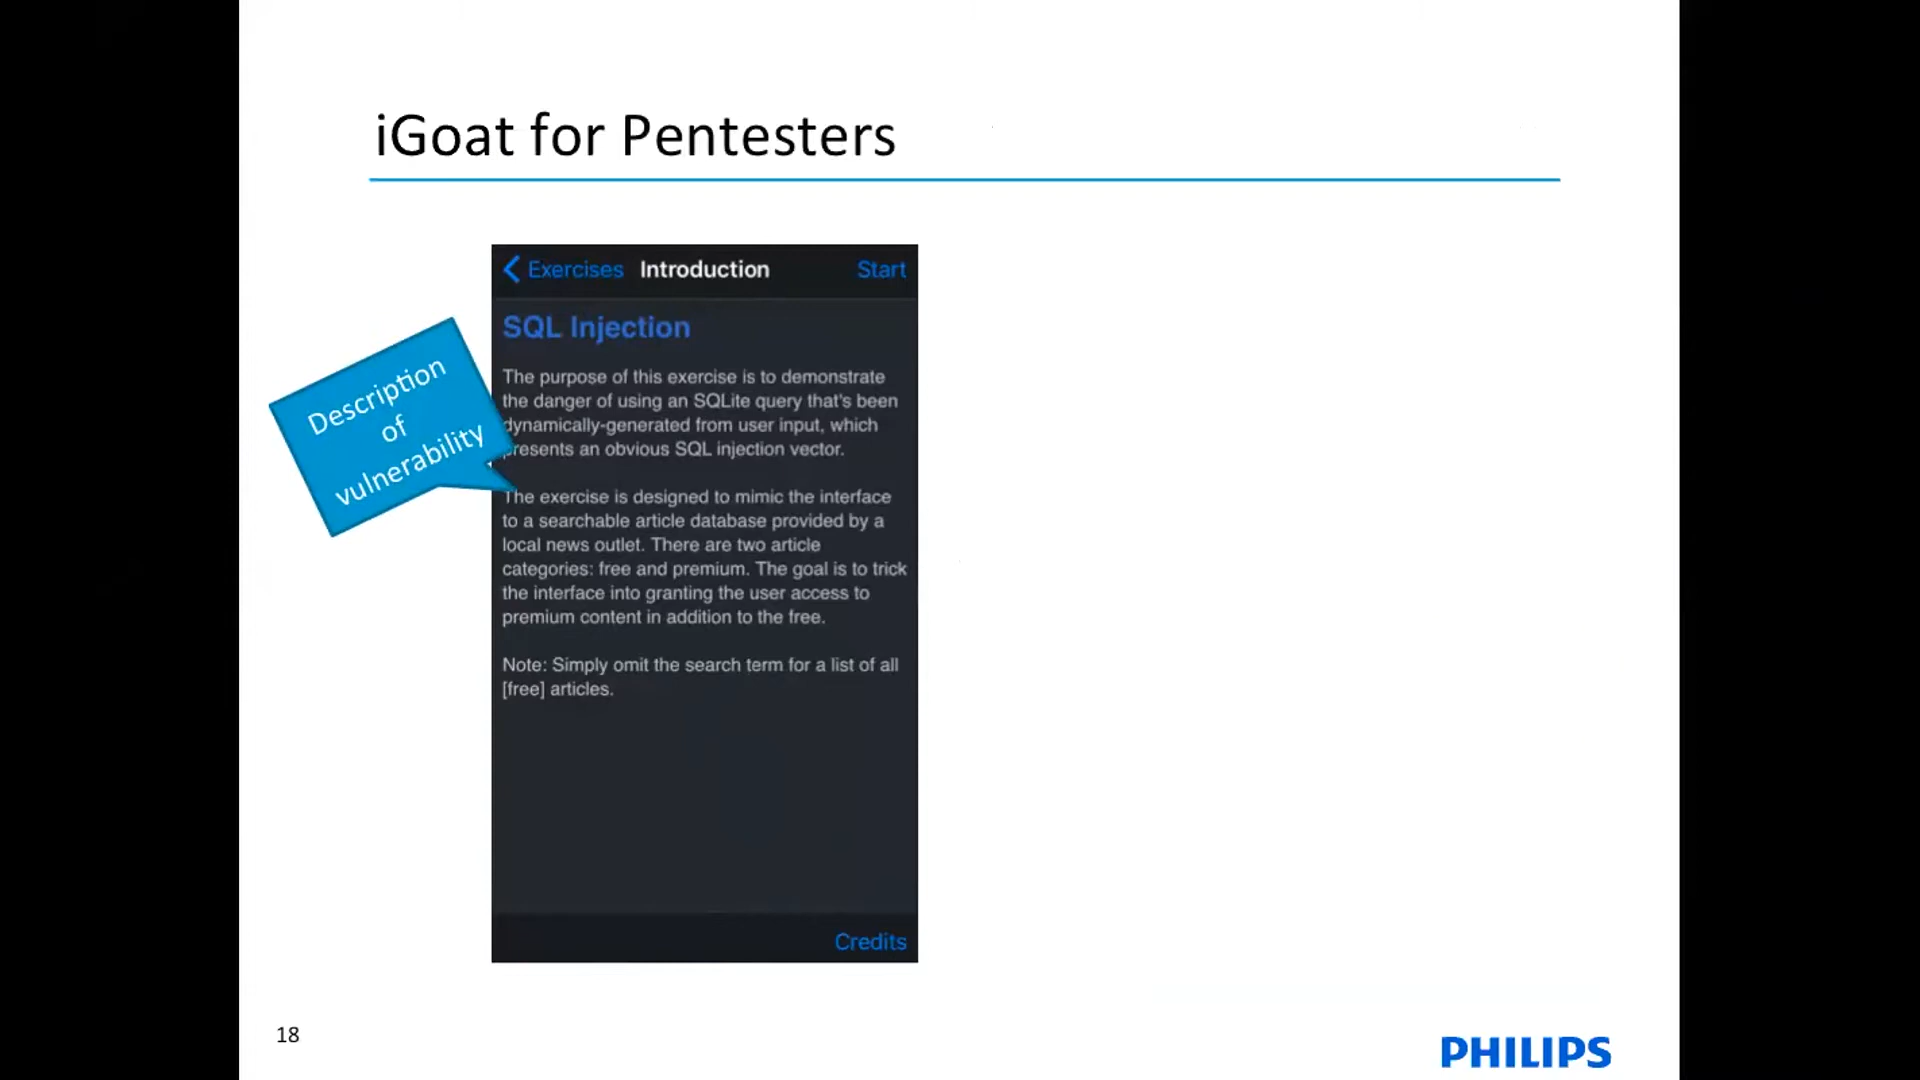 iGoat for Pentesters
Exercises Introduction Start
SQL Injection
Description
of
vulnerability
The purpose of this exercise is to demonstrate
the danger of using an SQLite query that's been
dynamically-generated from user input, which
presents an obvious SQL injection vector.
The exercise is designed to mimic the interface
to a searchable article database provided by a
local news outlet. There are two article
categories: free and premium. The goal is to trick
the interface into granting the user access to
premium content in addition to the free.
Note: Simply omit the search term for a list of all
[free] articles.
Credits
18
PHILIPS